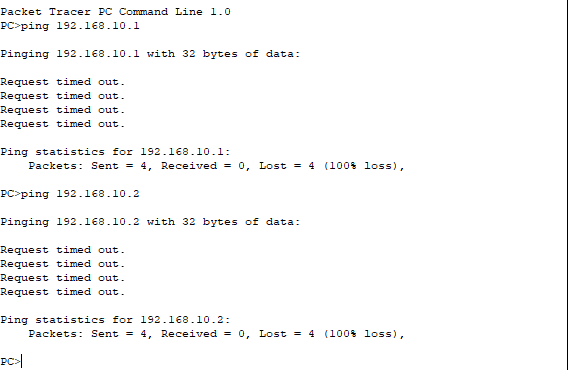 Packet Tracer PC Command Line 1.0
PC>ping 192.168.10.1
Pinging 192.168.10.1 with 32 bytes of data:
Request timed out.
Request timed out.
Request timed out.
Request timed out.
Ping statistics for 192.168.10.1:
    Packets: Sent = 4, Received = 0, Lost = 4 (100% loss),
PC>ping 192.168.10.2
Pinging 192.168.10.2 with 32 bytes of data:
Request timed out.
Request timed out.
Request timed out.
Request timed out.
Ping statistics for 192.168.10.2:
    Packets: Sent = 4, Received = 0, Lost = 4 (100% loss),
PC>